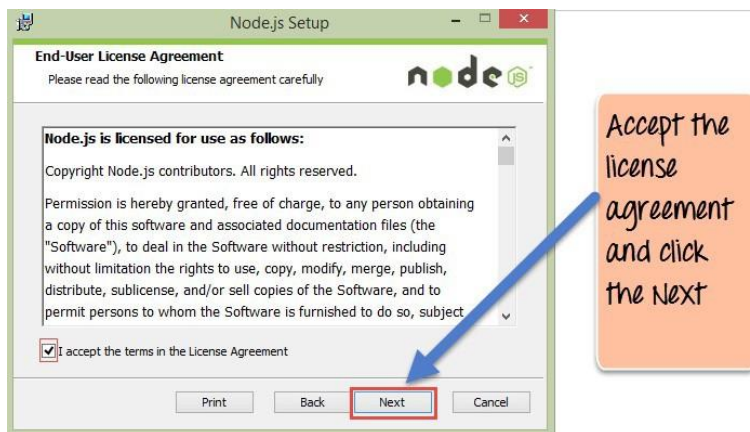 Node.js Setup
End-User License Agreement
Please read the following license agreement carefully
node
JS
Node.js is licensed for use as follows:
Copyright Node.js contributors. All rights reserved.
Permission is hereby granted, free of charge, to any person obtaining
a copy of this software and associated documentation files (the
"Software"), to deal in the Software without restriction, including
without limitation the rights to use, copy, modify, merge, publish,
distribute, sublicense, and/or sell copies of the Software, and to
permit persons to whom the Software is furnished to do so, subject
I accept the terms in the License Agreement
Print
Back
Next
Cancel
Accept the
license
agreement
and click
the Next